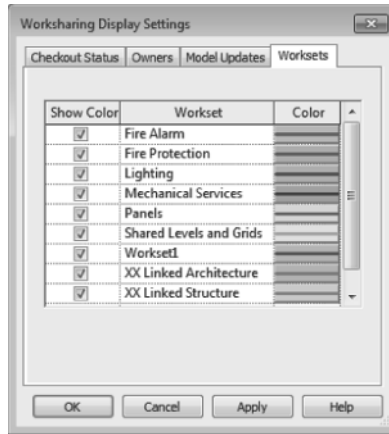 Worksharing Display Settings
Checkout Status Owners Model Updates Worksets
Show Color Workset Color
Fire Alarm
Fire Protection
Lighting
Mechanical Services
Panels
Shared Levels and Grids
Workset1
XX Linked Architecture
XX Linked Structure
OK Cancel Apply Help